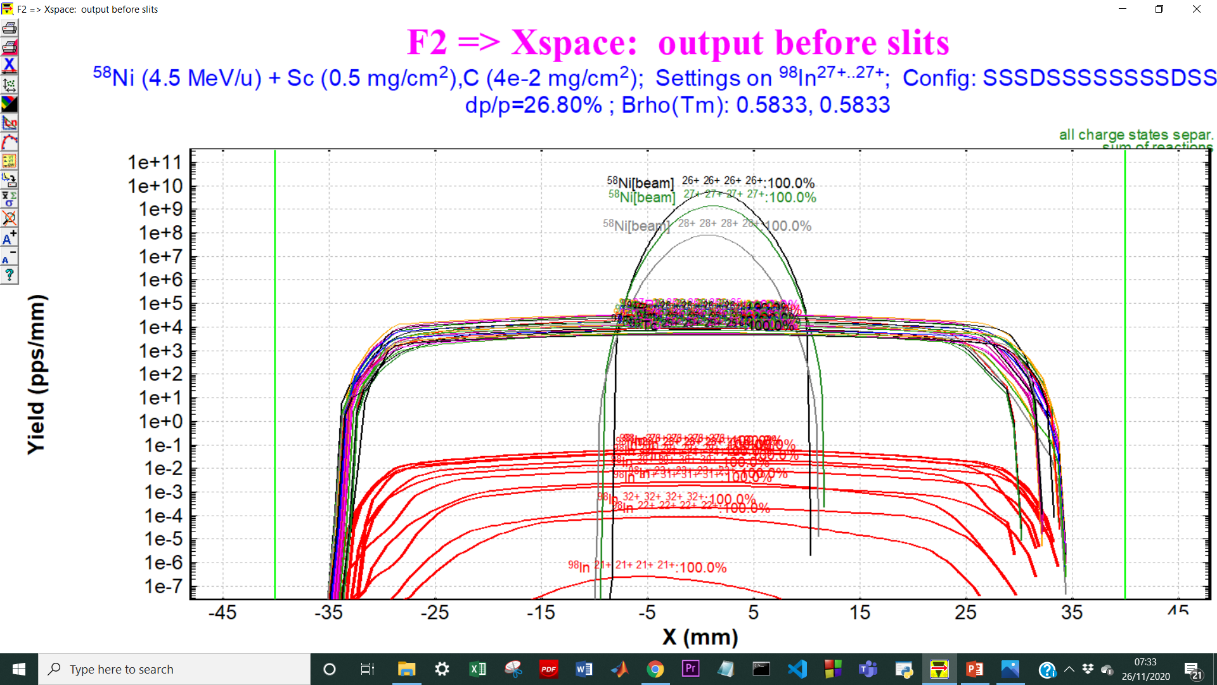 F2 => Xspace: output before slits
F2 => Xspace: output before slits
58Ni (4.5 MeV/u) + Sc (0.5 mg/cm2),C (4e-2 mg/cm2); Settings on 98In27+..27+; Config: SSSDSSSSSSSSDSS
dp/p=26.80% ; Brho(Tm): 0.5833, 0.5833
all charge states separ.
sum of reactions
1e+11
1e+10
1e+9
1e+8
1e+7
1e+6
1e+5
1e+4
1e+3
1e+2
1e+1
1e+0
1e-1
1e-2
1e-3
1e-4
1e-5
1e-6
1e-7
Yield (pps/mm)
58Ni[beam] 26+ 26+ 26+ 26+:100.0%
58Ni[beam] 27+ 27+ 27+ 27+:100.0%
58Ni[beam] 28+ 28+ 28+ 28+:100.0%
98In 32+ 32+ 32+ 32+:100.0%
98In 22+ 22+ 22+ 22+:100.0%
98In 21+ 21+ 21+ 21+:100.0%
-45 -35 -25 -15 -5 5 15 25 35 45
X (mm)
Type here to search
07:33
26/11/2020
21